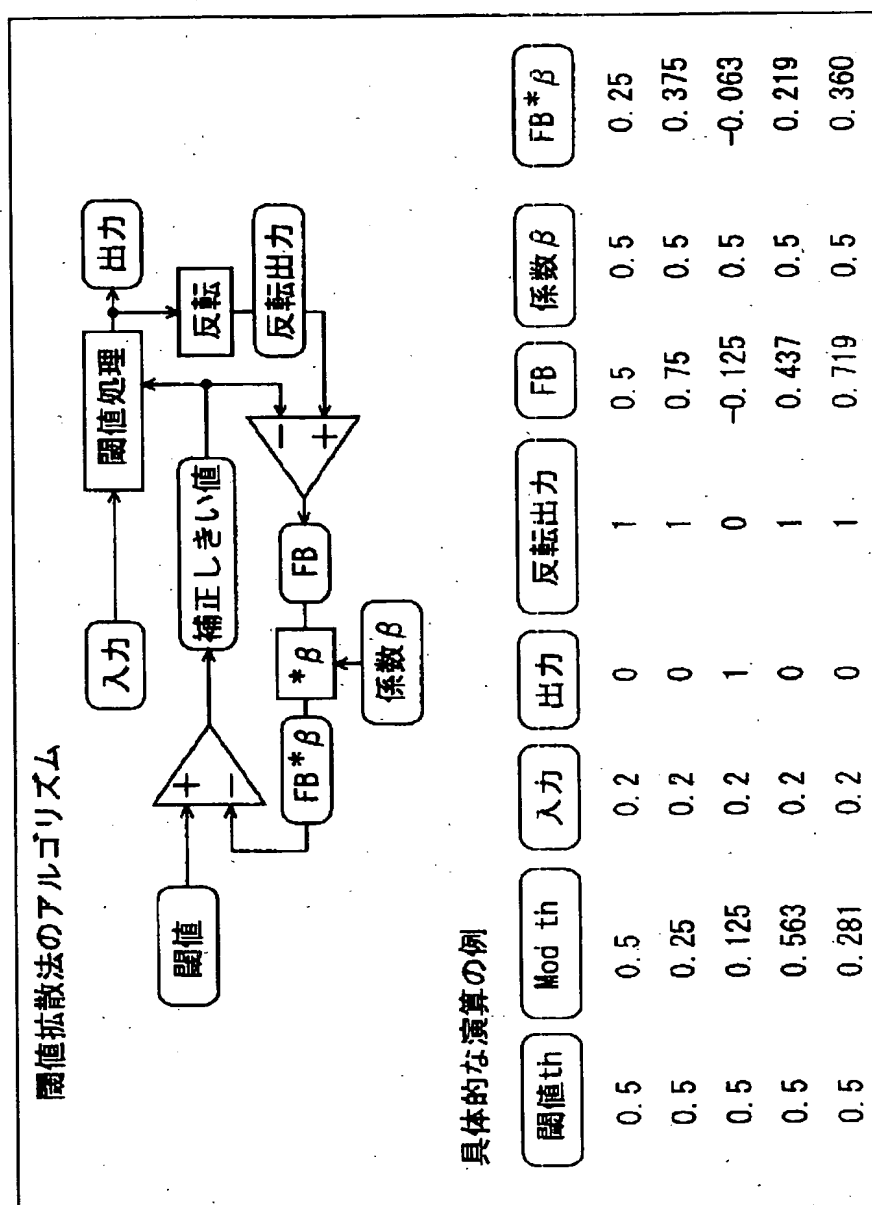 閾値拡散法のアルゴリズム
入力
閾値処理
出力
閾値
+
−
補正しきい値
反転
反転出力
−
+
FB*β
*β
FB
係数β
具体的な演算の例
閾値th Mod th 入力 出力 反転出力 FB 係数β FB*β
0.5 0.5 0.2 0 1 0.5 0.5 0.25
0.5 0.25 0.2 0 1 0.75 0.5 0.375
0.5 0.125 0.2 1 0 -0.125 0.5 -0.063
0.5 0.563 0.2 0 1 0.437 0.5 0.219
0.5 0.281 0.2 0 1 0.719 0.5 0.360